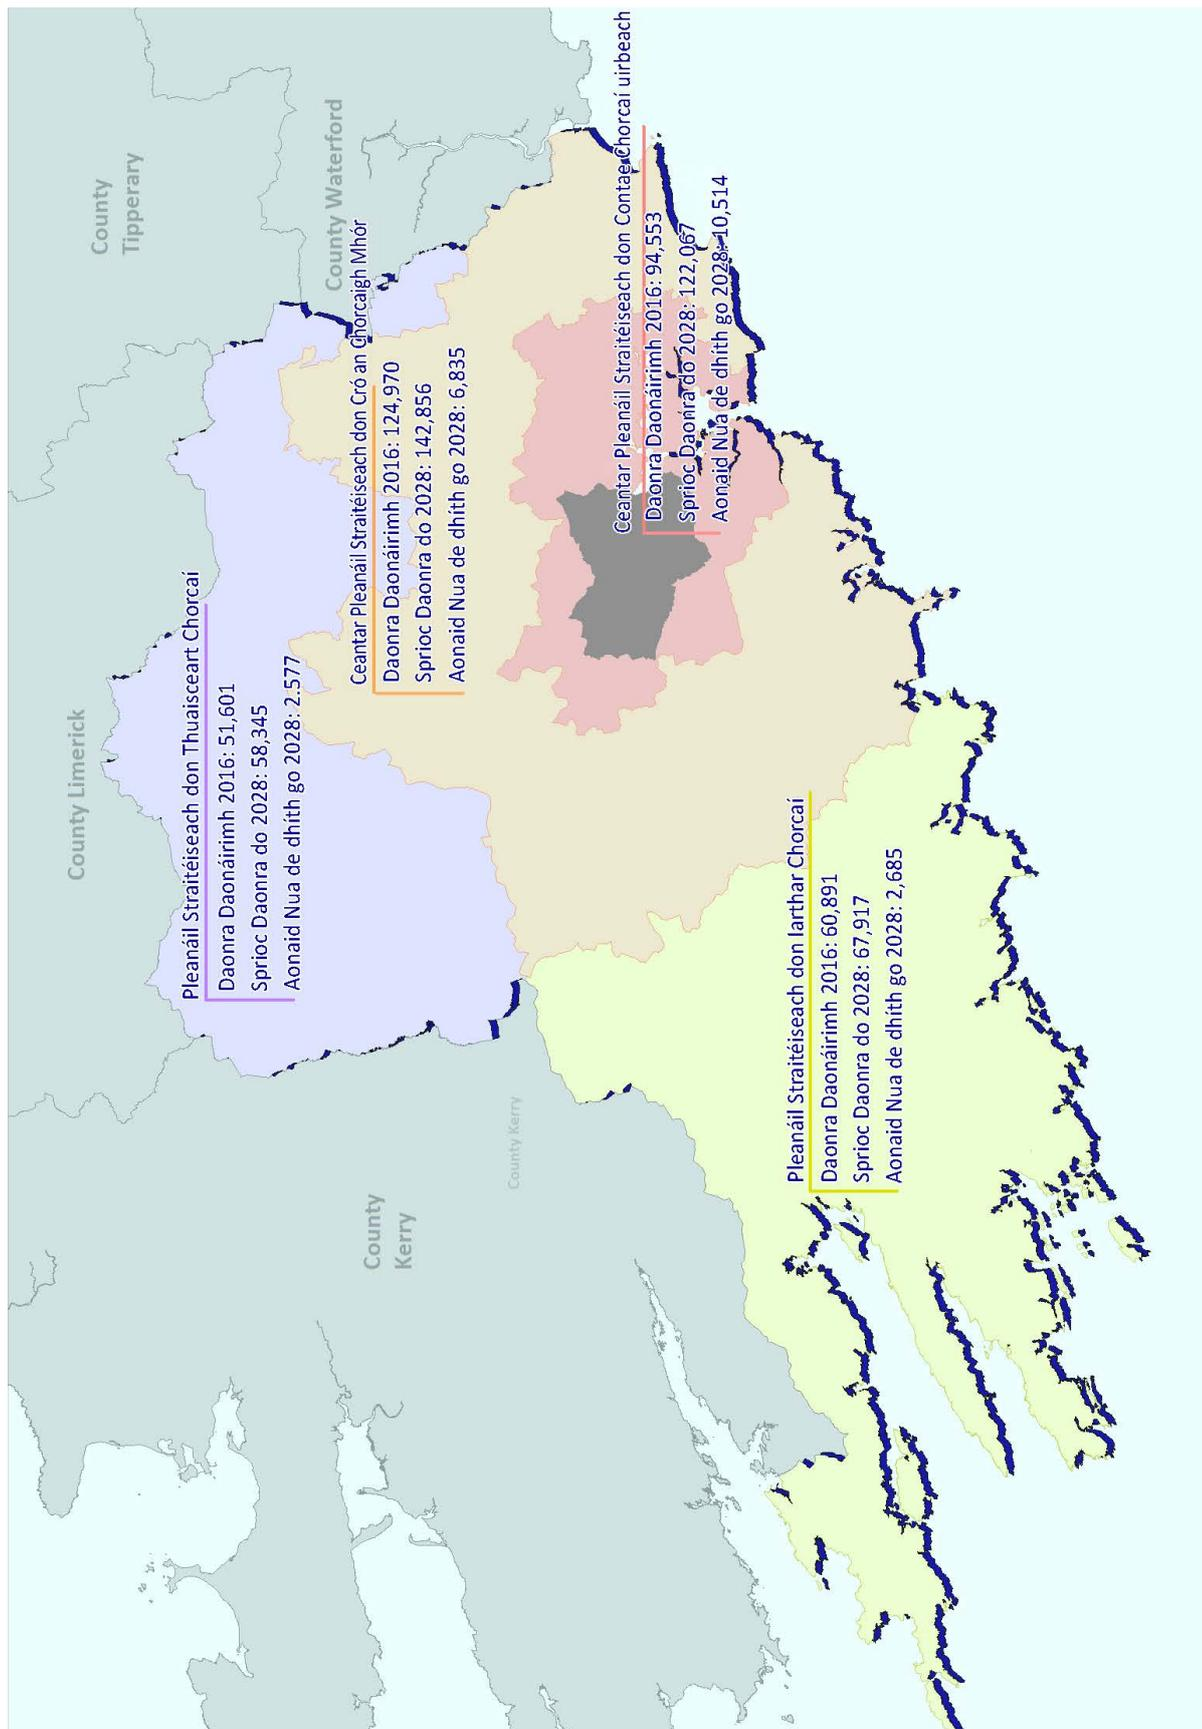 County Limerick
County
Tipperary
County Waterford
Pleanáil Straitéiseach don Thuaisceart Chorcaí
Daonra Daonáirimh 2016: 51,601
Sprioc Daonra do 2028: 58,345
Aonaid Nua de dhíth go 2028: 2.577
Ceantar Pleanáil Straitéiseach don Cró an Chorcaigh Mhór
Daonra Daonáirimh 2016: 124,970
Sprioc Daonra do 2028: 142,856
Aonaid Nua de dhíth go 2028: 6,835
County
Kerry
County Kerry
Ceantar Pleanáil Straitéiseach don Contae Chorcaí uirbeach
Daonra Daonáirimh 2016: 94,553
Sprioc Daonra do 2028: 122,067
Aonaid Nua de dhíth go 2028: 10,514
Pleanáil Straitéiseach don Iarthar Chorcaí
Daonra Daonáirimh 2016: 60,891
Sprioc Daonra do 2028: 67,917
Aonaid Nua de dhíth go 2028: 2,685